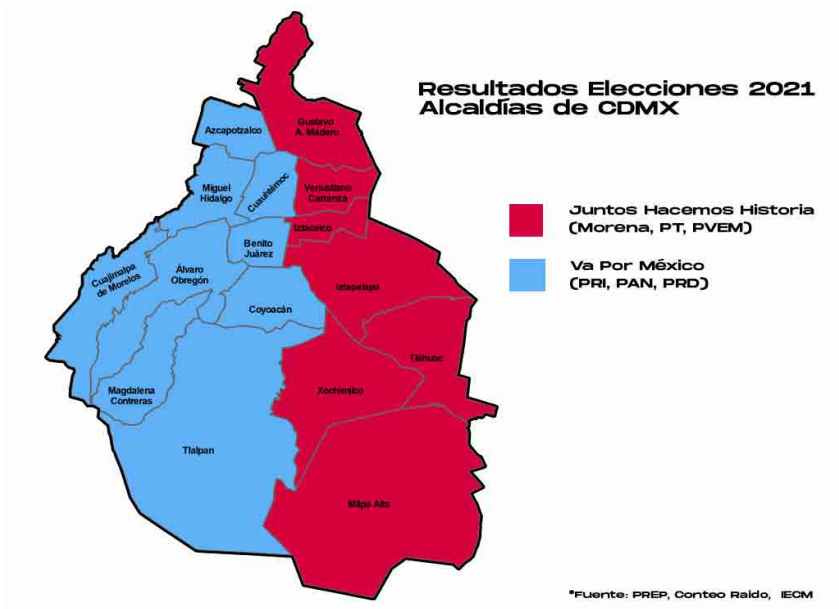 Resultados Elecciones 2021
Alcaldías de CDMX
Azcapotzalco
Gustavo
A. Madero
Miguel
Hidalgo
Cuauhtémoc
Venustiano
Carranza
Iztacalco
Benito
Juárez
Cuajimalpa
de Morelos
Álvaro
Obregón
Iztapalapa
Coyoacán
Tláhuac
Magdalena
Contreras
Xochimilco
Tlalpan
Milpa Alta
Juntos Hacemos Historia
(Morena, PT, PVEM)
Va Por México
(PRI, PAN, PRD)
*Fuente: PREP, Conteo Raido, IECM